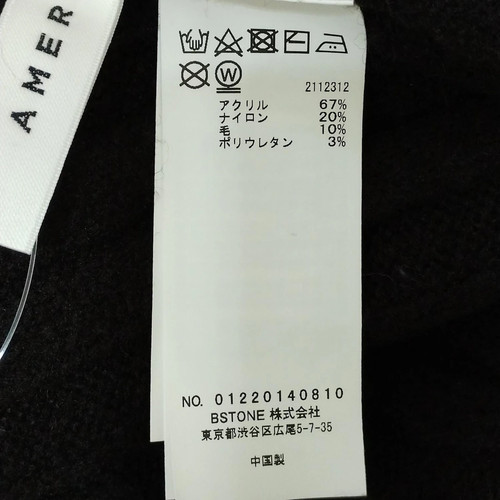 AMER
W
2112312
アクリル 67%
ナイロン 20%
毛 10%
ポリウレタン 3%
NO. 01220140810
BSTONE 株式会社
東京都渋谷区広尾5-7-35
中国製